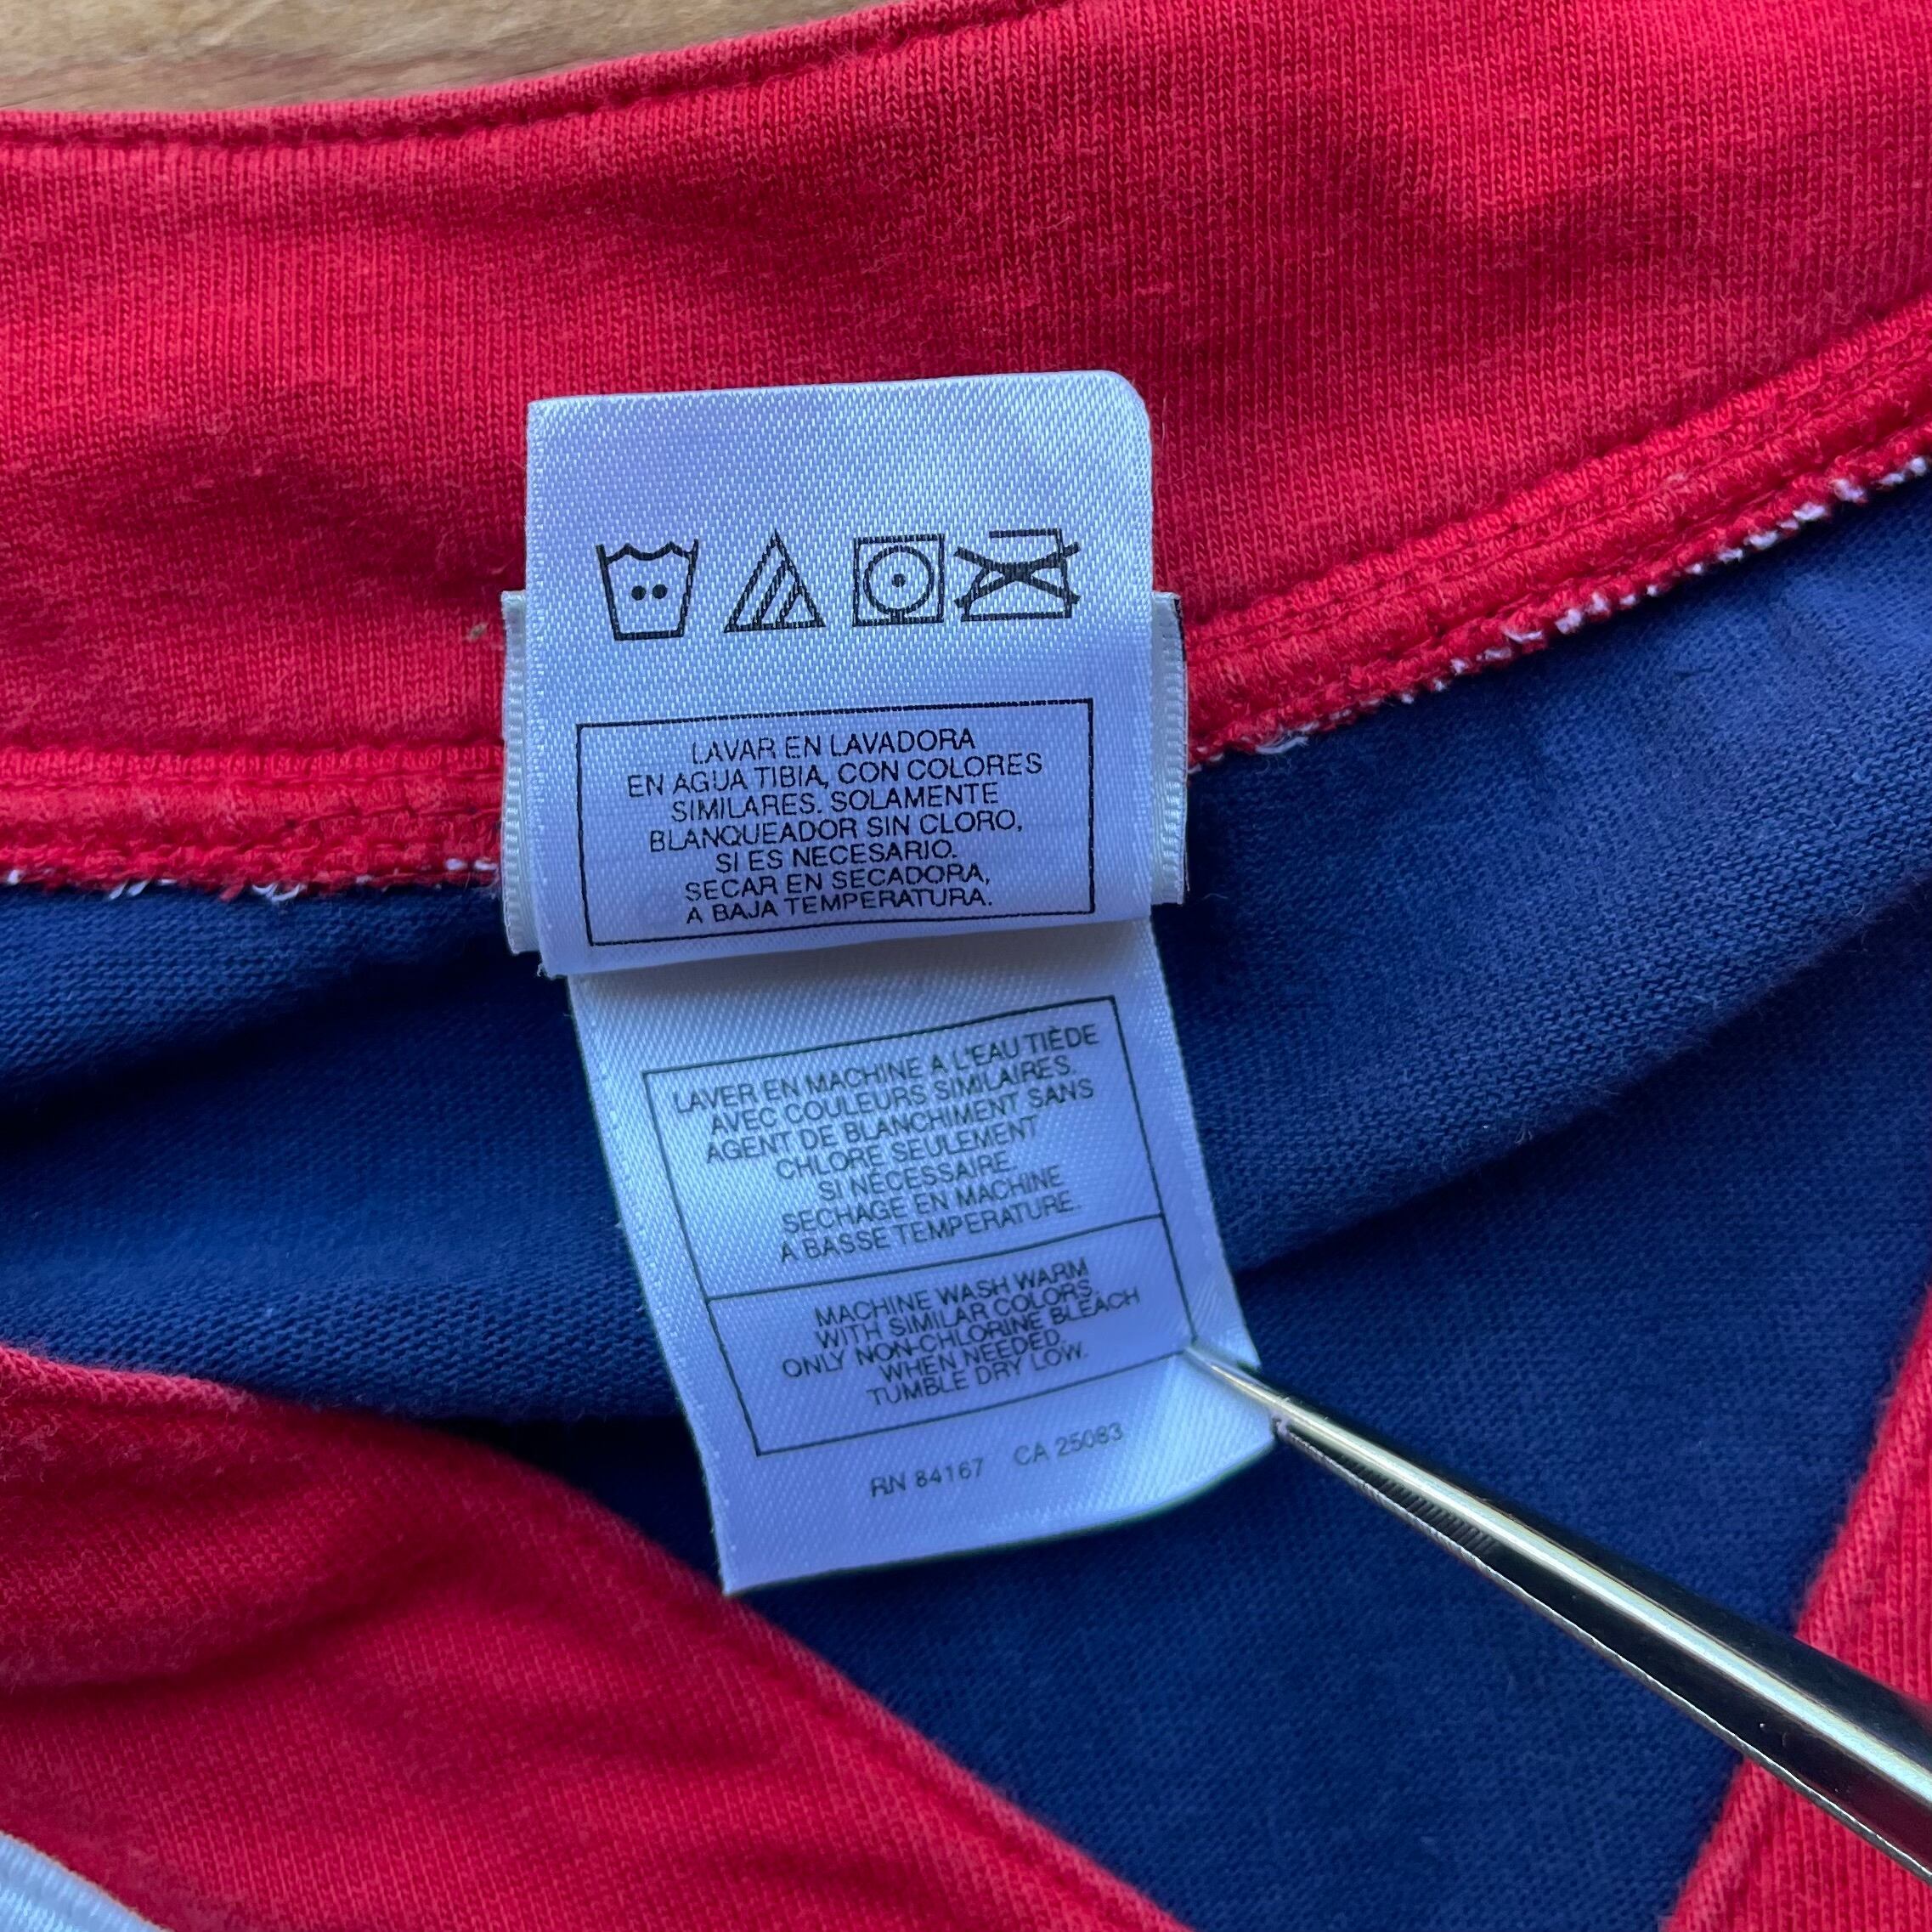 LAVAR EN LAVADORA
EN AGUA TIBIA, CON COLORES
SIMILARES. SOLAMENTE
BLANQUEADOR SIN CLORO,
SI ES NECESARIO.
SECAR EN SECADORA,
A BAJA TEMPERATURA.
LAVER EN MACHINE A L'EAU TIÈDE
AVEC COULEURS SIMILAIRES.
AGENT DE BLANCHIMENT SANS
CHLORE SEULEMENT
SI NECESSAIRE.
SECHAGE EN MACHINE
A BASSE TEMPERATURE.
MACHINE WASH WARM
WITH SIMILAR COLORS,
ONLY NON-CHLORINE BLEACH
WHEN NEEDED.
TUMBLE DRY LOW.
RN 84167 CA 25083